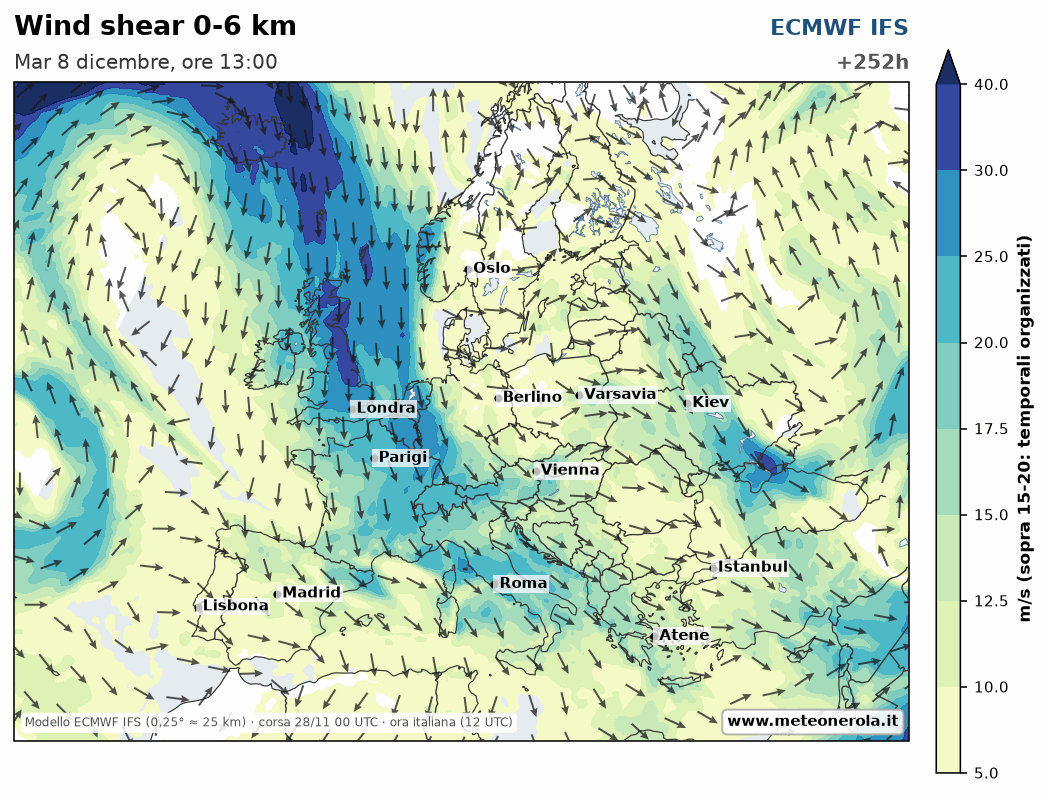 Wind shear 0-6 km
ECMWF IFS
Mar 8 dicembre, ore 13:00
+252h
40.0
30.0
25.0
20.0
17.5
15.0
12.5
10.0
5.0
m/s (sopra 15-20: temporali organizzati)
Oslo
Berlino
Varsavia
Londra
Kiev
Parigi
Vienna
Istanbul
Roma
Madrid
Lisbona
Atene
Modello ECMWF IFS (0,25° ≈ 25 km) · corsa 28/11 00 UTC · ora italiana (12 UTC)
www.meteonerola.it